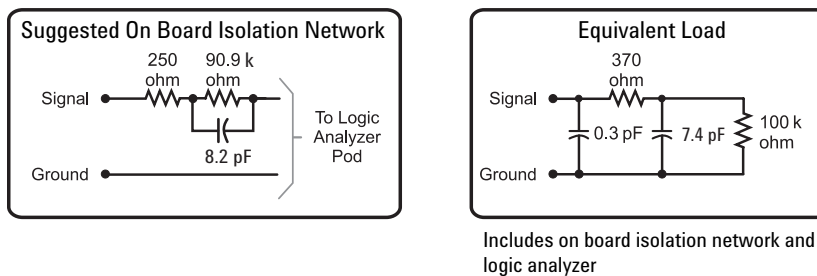 Suggested On Board Isolation Network
250
ohm
90.9 k
ohm
Signal
8.2 pF
To Logic
Analyzer
Pod
Ground
Equivalent Load
370
ohm
Signal
0.3 pF
7.4 pF
100 k
ohm
Ground
Includes on board isolation network and
logic analyzer